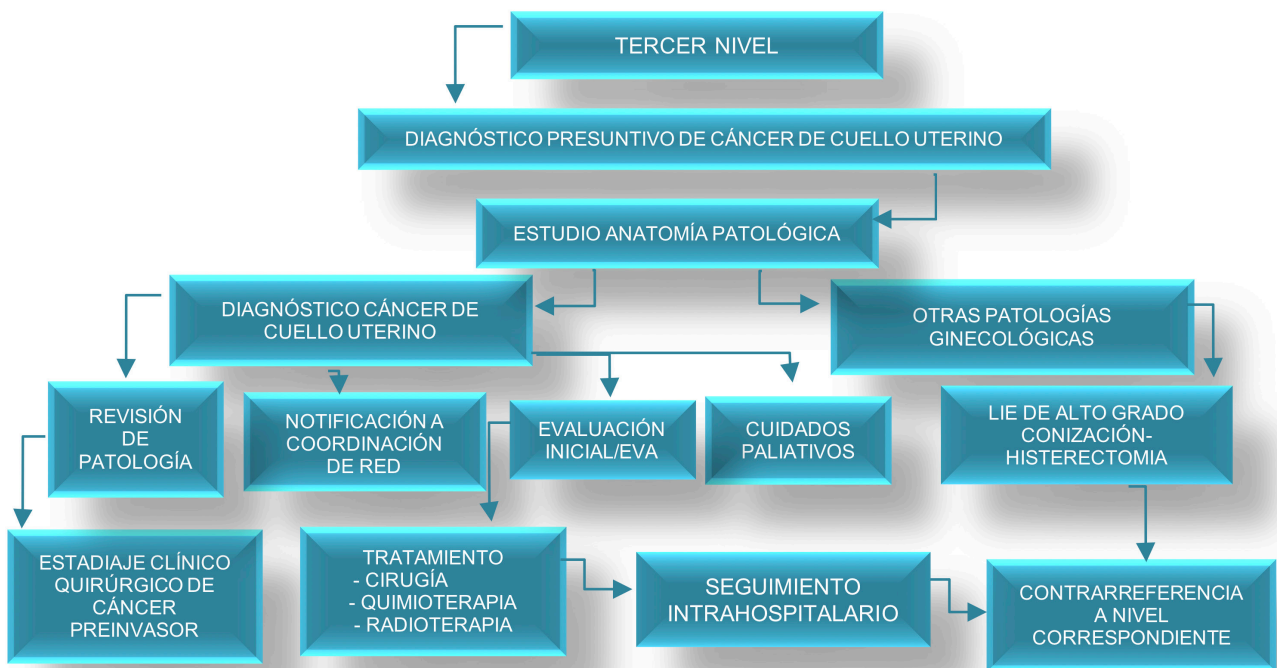 TERCER NIVEL
DIAGNÓSTICO PRESUNTIVO DE CÁNCER DE CUELLO UTERINO
ESTUDIO ANATOMÍA PATOLÓGICA
DIAGNÓSTICO CÁNCER DE
CUELLO UTERINO
OTRAS PATOLOGÍAS
GINECOLÓGICAS
REVISIÓN
DE
PATOLOGÍA
NOTIFICACIÓN A
COORDINACIÓN
DE RED
EVALUACIÓN
INICIAL/EVA
CUIDADOS
PALIATIVOS
LIE DE ALTO GRADO
CONIZACIÓN-
HISTERECTOMIA
ESTADIAJE CLÍNICO
QUIRÚRGICO DE
CÁNCER
PREINVASOR
TRATAMIENTO
- CIRUGÍA
- QUIMIOTERAPIA
- RADIOTERAPIA
SEGUIMIENTO
INTRAHOSPITALARIO
CONTRARREFERENCIA
A NIVEL
CORRESPONDIENTE